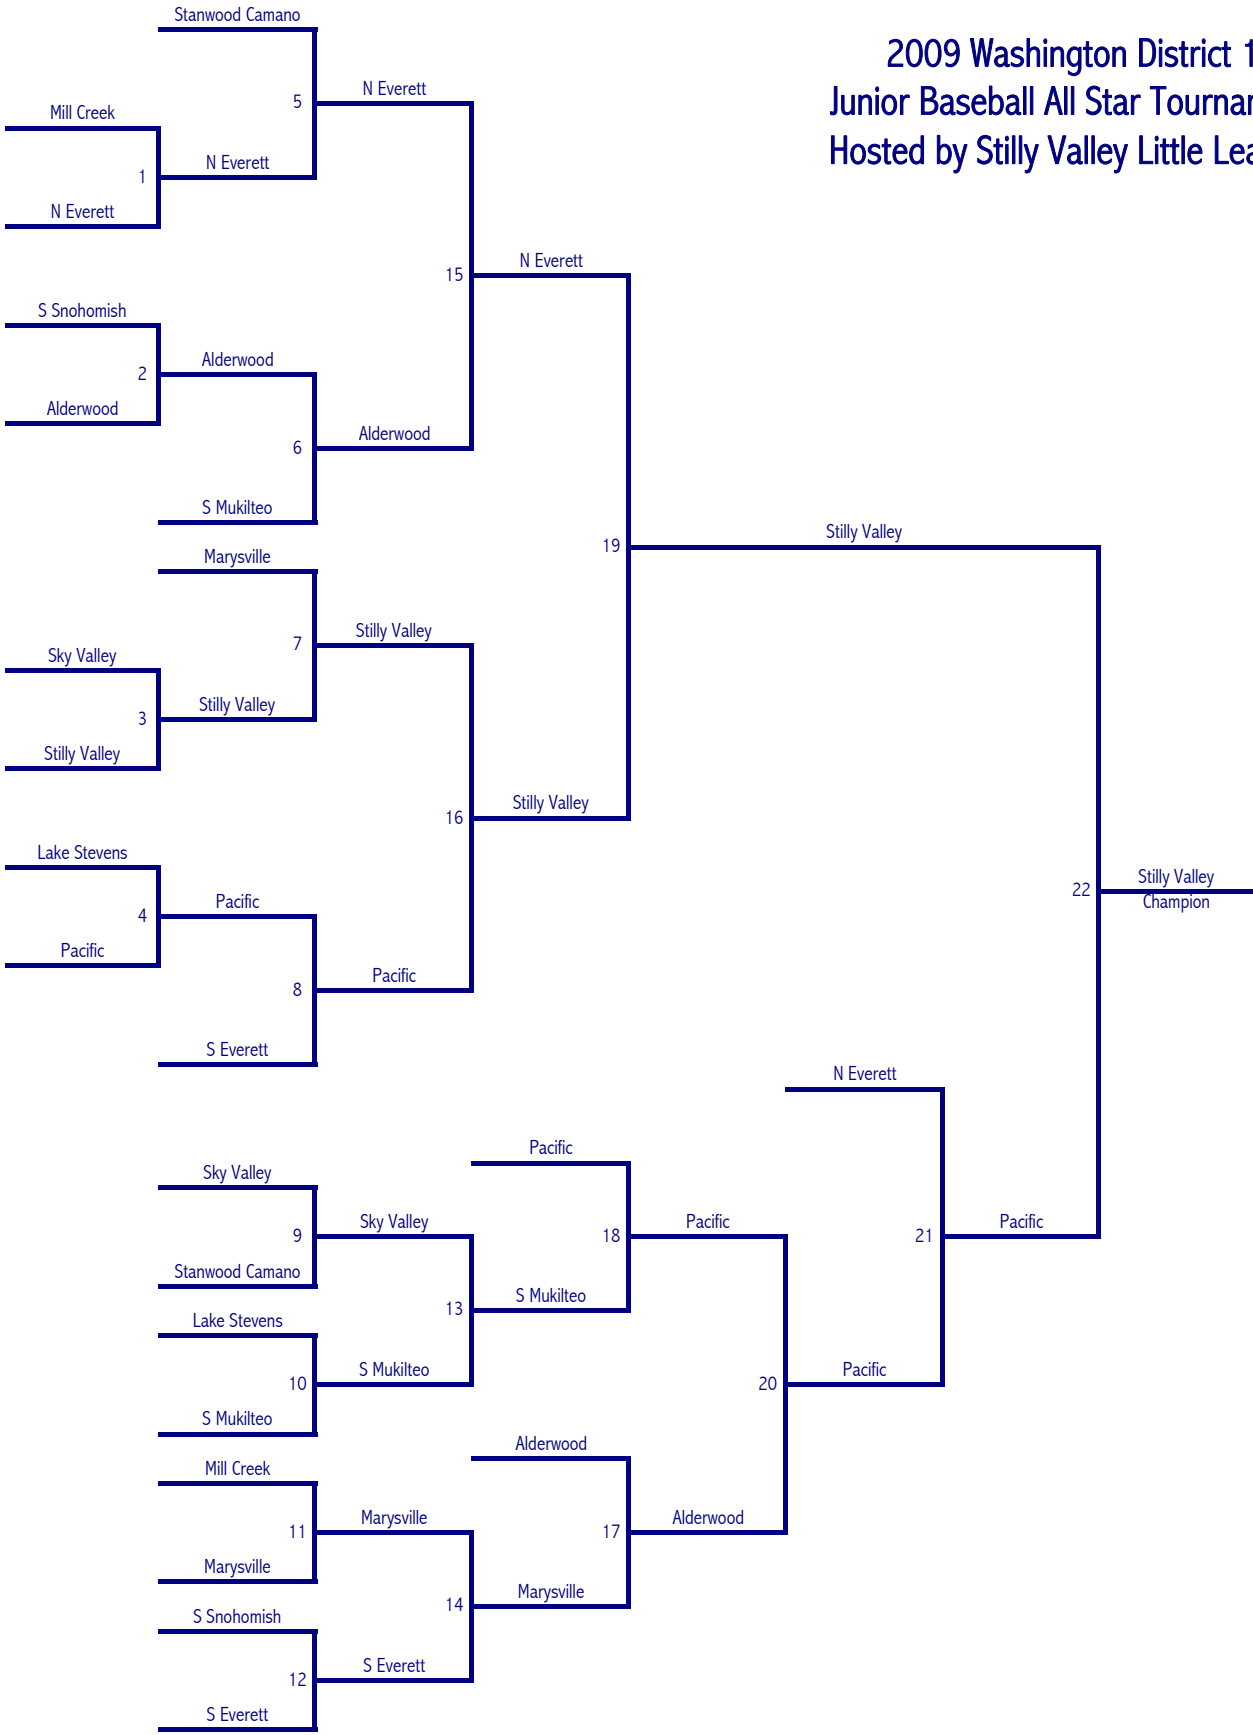 Stanwood Camano
2009 Washington District 1
Junior Baseball All Star
Hosted by Stilly Valley Little
5
N Everett
Mill Creek
1
N Everett
N Everett
15
N Everett
S Snohomish
2
Alderwood
Alderwood
6
Alderwood
S Mukilteo
19
Stilly Valley
Marysville
7
Stilly Valley
Sky Valley
3
Stilly Valley
Stilly Valley
16
Stilly Valley
Lake Stevens
4
Pacific
Pacific
8
Pacific
S Everett
22
Stilly Valley
Champion
N Everett
Pacific
Sky Valley
9
Sky Valley
18
Pacific
21
Pacific
Stanwood Camano
13
S Mukilteo
Lake Stevens
10
S Mukilteo
20
Pacific
S Mukilteo
Alderwood
Mill Creek
11
Marysville
17
Alderwood
Marysville
14
Marysville
S Snohomish
12
S Everett
S Everett